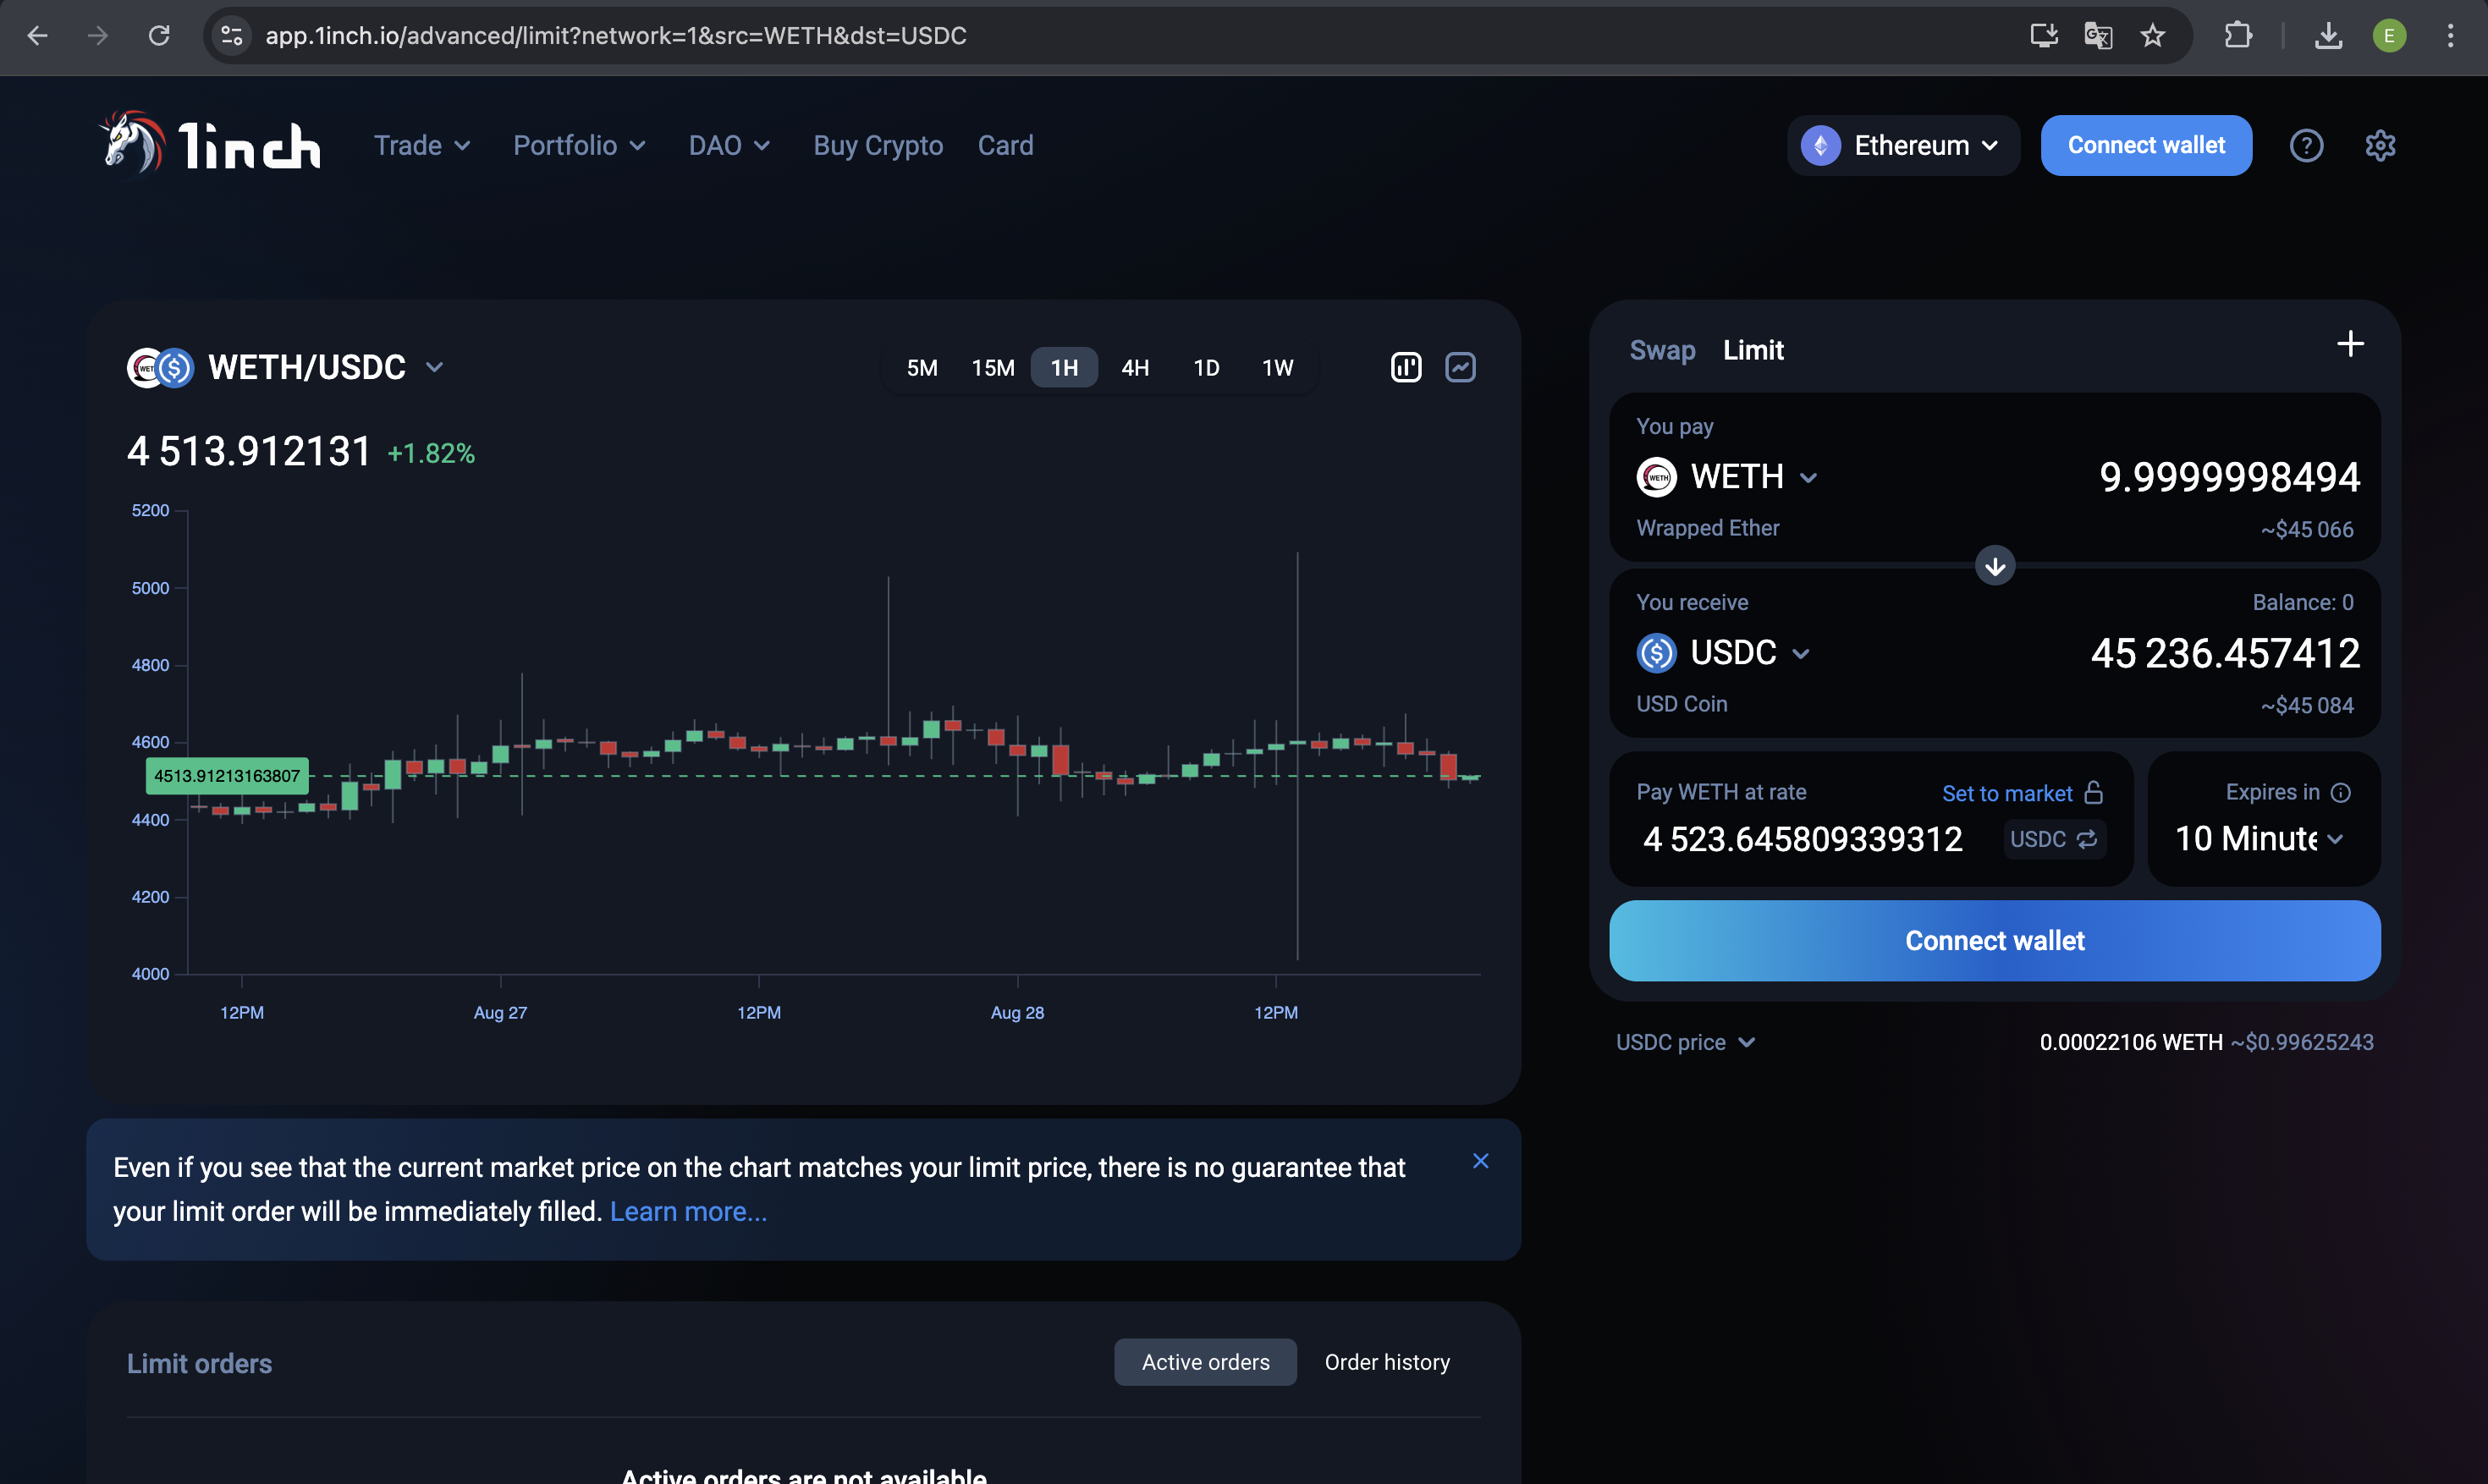 app.1inch.io/advanced/limit?network=1&src=WETH&dst=USDC
E
1inch
Trade
Portfolio
DAO
Buy Crypto
Card
Ethereum
Connect wallet
?
WETH/USDC
5M
15M
1H
4H
1D
1W
4 513.912131 +1.82%
5200
5000
4800
4600
4513.91213163807
4400
4200
4000
12PM
Aug 27
12PM
Aug 28
12PM
Swap
Limit
You pay
WETH
9.9999998494
Wrapped Ether
~$45 066
You receive
Balance: 0
USDC
45 236.457412
USD Coin
~$45 084
Pay WETH at rate
Set to market
4 523.645809339312
USDC
Expires in
10 Minute
Connect wallet
USDC price
0.00022106 WETH ~$0.99625243
Even if you see that the current market price on the chart matches your limit price, there is no guarantee that
your limit order will be immediately filled. Learn more...
Limit orders
Active orders
Order history
Active orders are not available